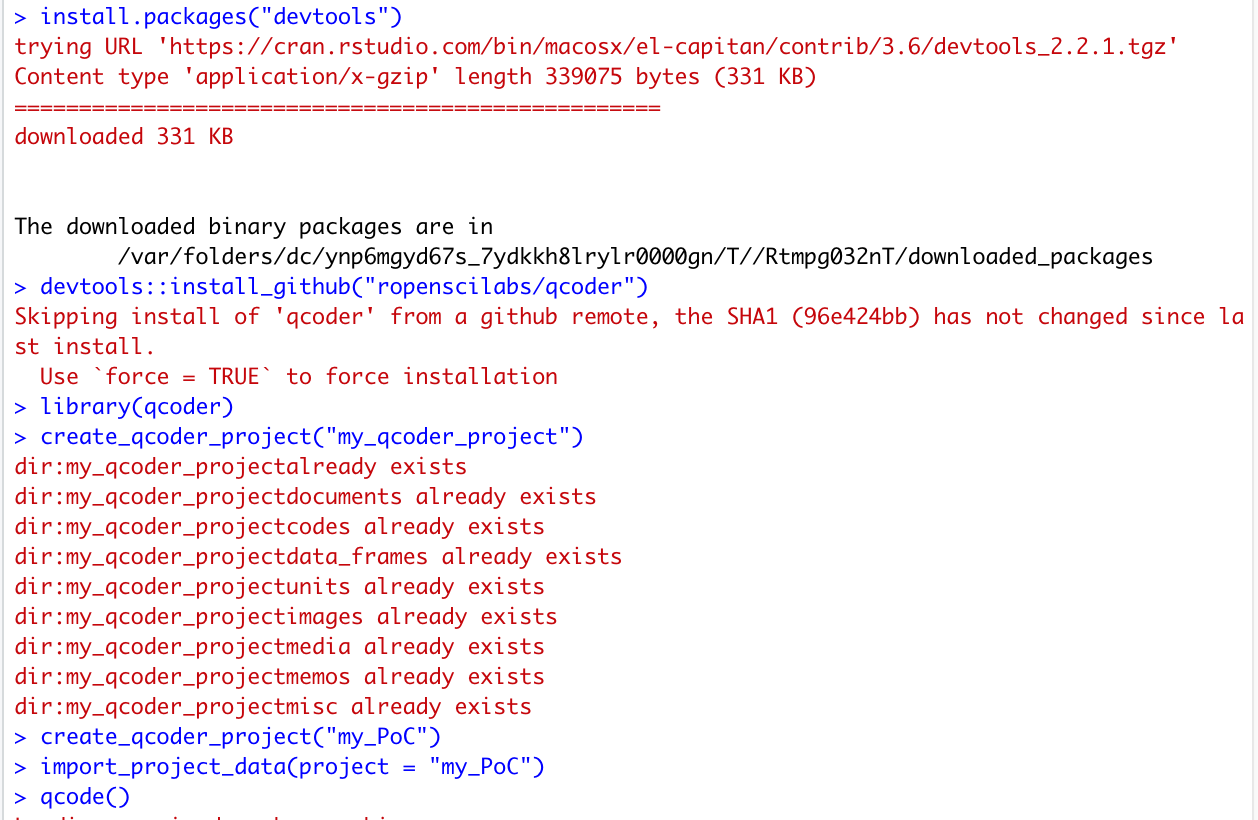 > install.packages("devtools")
trying URL 'https://cran.rstudio.com/bin/macosx/el-capitan/contrib/3.6/devtools_2.2.1.tgz'
Content type 'application/x-gzip' length 339075 bytes (331 KB)
==================================================
downloaded 331 KB
The downloaded binary packages are in
/var/folders/dc/ynp6mgyd67s_7ydkkh8lrylr0000gn/T//Rtmpg032nT/downloaded_packages
> devtools::install_github("ropenscilabs/qcoder")
Skipping install of 'qcoder' from a github remote, the SHA1 (96e424bb) has not changed since la
st install.
Use `force = TRUE` to force installation
> library(qcoder)
> create_qcoder_project("my_qcoder_project")
dir:my_qcoder_projectalready exists
dir:my_qcoder_projectdocuments already exists
dir:my_qcoder_projectcodes already exists
dir:my_qcoder_projectdata_frames already exists
dir:my_qcoder_projectunits already exists
dir:my_qcoder_projectimages already exists
dir:my_qcoder_projectmedia already exists
dir:my_qcoder_projectmemos already exists
dir:my_qcoder_projectmisc already exists
> create_qcoder_project("my_PoC")
> import_project_data(project = "my_PoC")
> qcode()